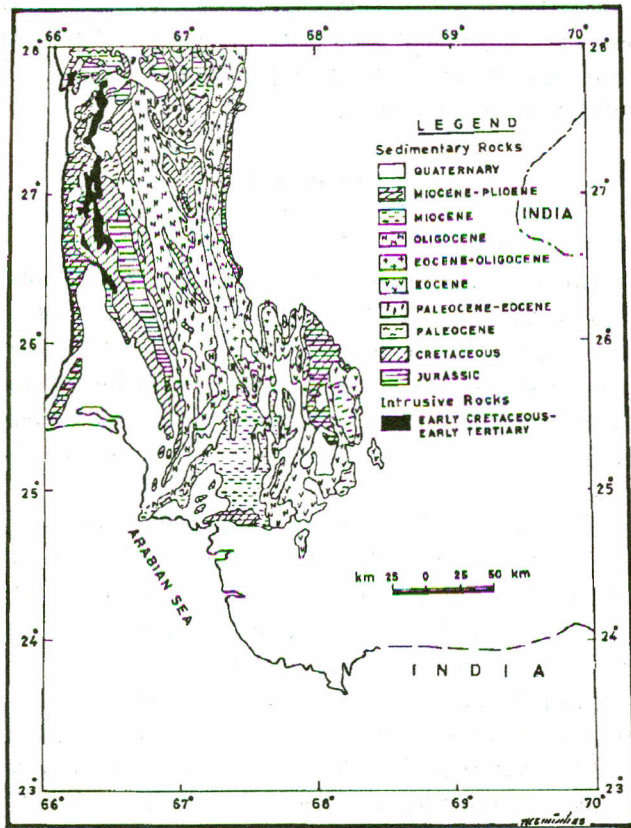 66° 67° 68° 69° 70°
28° 28°
LEGEND
Sedimentary Rocks
QUATERNARY
MIOCENE-PLIOENE
MIOCENE
OLIGOCENE
EOCENE-OLIGOCENE
EOCENE
PALEOCENE-EOCENE
PALEOCENE
CRETACEOUS
JURASSIC
Intrusive Rocks
EARLY CRETACEOUS-
EARLY TERTIARY
27° 27°
INDIA
26° 26°
25° 25°
ARABIAN SEA
km 25 0 25 50 km
24° 24°
INDIA
23° 23°
66° 67° 68° 69° 70°